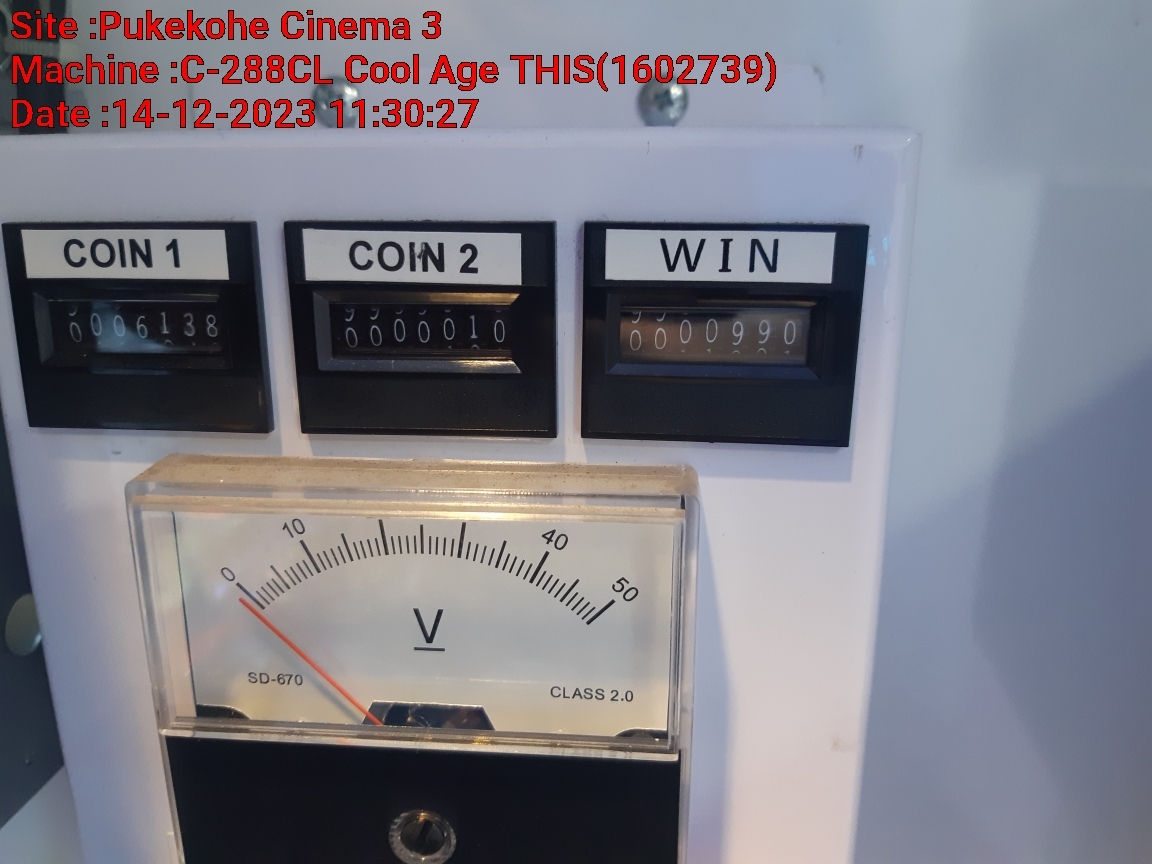 Site :Pukekohe Cinema 3
Machine :C-288CL Cool Age THIS(1602739)
Date :14-12-2023 11:30:27
COIN 1
COIN 2
WIN
0006138
0000010
0000990
0
10
40
50
V
SD-670
CLASS 2.0